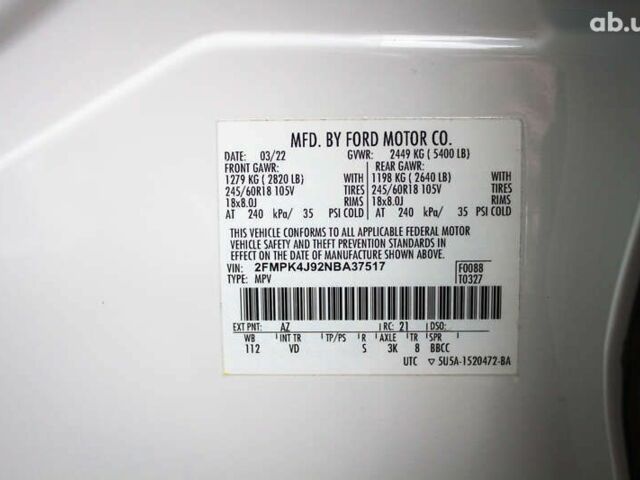 ab.u
MFD. BY FORD MOTOR CO.
DATE: 03/22 GVWR: 2449 KG ( 5400 LB)
FRONT GAWR: REAR GAWR:
1279 KG ( 2820 LB) WITH 1198 KG ( 2640 LB) WITH
245/60R18 105V TIRES 245/60R18 105V TIRES
18x8.0J RIMS 18x8.0J RIMS
AT 240 kPa/ 35 PSI COLD AT 240 kPa/ 35 PSI COLD
THIS VEHICLE CONFORMS TO ALL APPLICABLE FEDERAL MOTOR
VEHICLE SAFETY AND THEFT PREVENTION STANDARDS IN
EFFECT ON THE DATE OF MANUFACTURE SHOWN ABOVE.
VIN: 2FMPK4J92NBA37517 F0088
TYPE: MPV T0327
EXT PNT: AZ RC: 21 DSO:
WB INT TR TP/PS R AXLE TR SPR
112 VD S 3K 8 BBCC
UTC ▽ 5U5A-1520472-BA